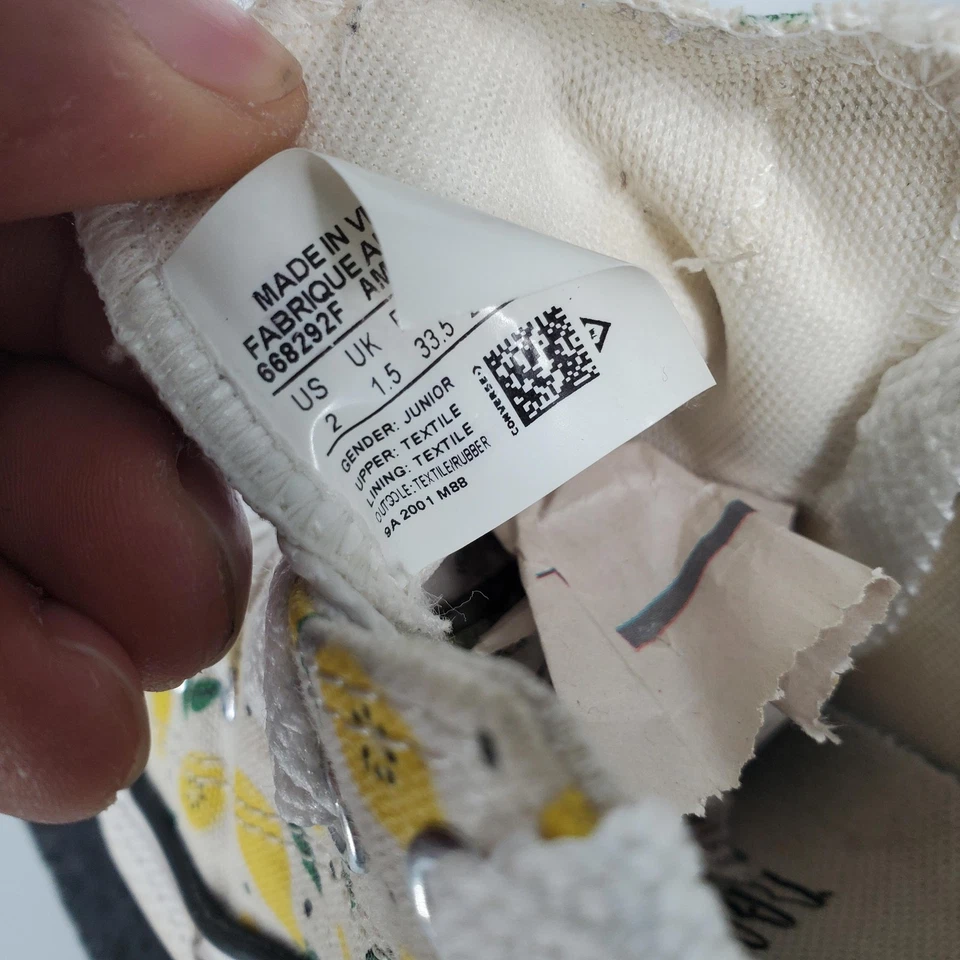 MADE IN V
FABRIQUE A
668292F AM
US UK
2 1.5 33.5
GENDER: JUNIOR
UPPER: TEXTILE
LINING: TEXTILE
OUTSOLE: TEXTILE/RUBBER
9A 2001 M88
CONVERSE